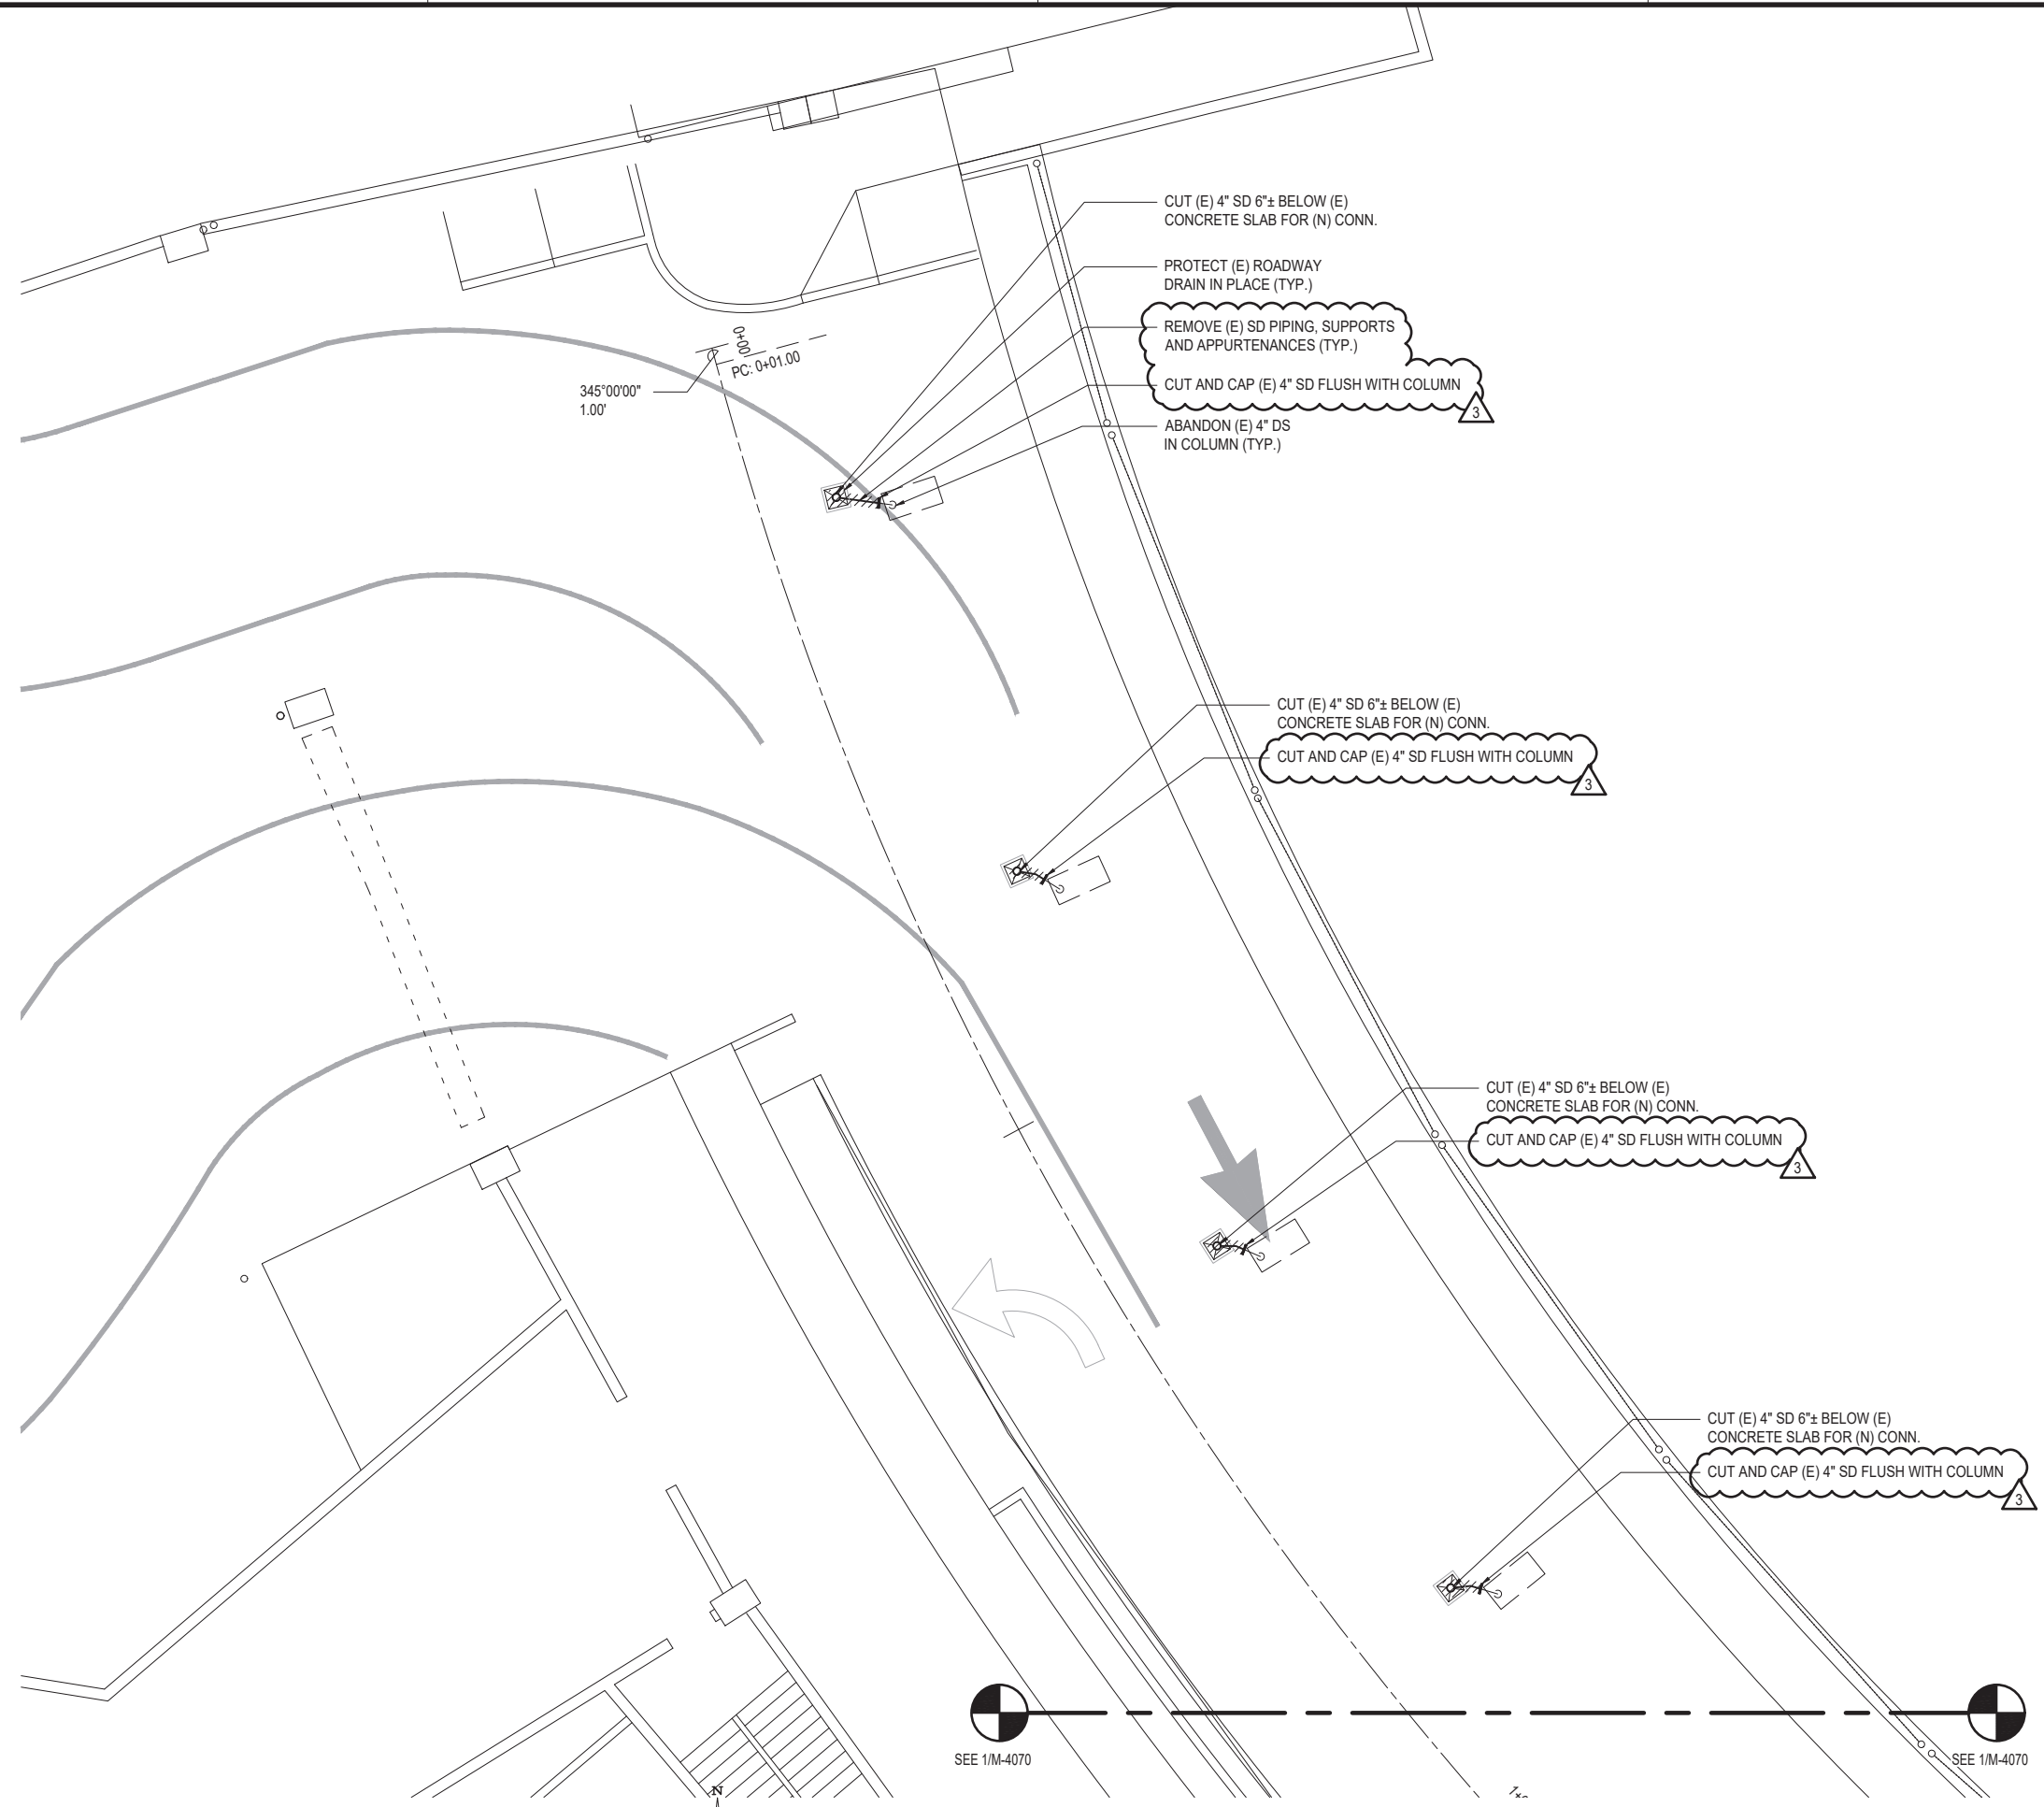 CUT (E) 4" SD 6"± BELOW (E)
CONCRETE SLAB FOR (N) CONN.
PROTECT (E) ROADWAY
DRAIN IN PLACE (TYP.)
REMOVE (E) SD PIPING, SUPPORTS
AND APPURTENANCES (TYP.)
CUT AND CAP (E) 4" SD FLUSH WITH COLUMN
3
ABANDON (E) 4" DS
IN COLUMN (TYP.)
0+00
PC: 0+01.00
345°00'00"
1.00'
CUT (E) 4" SD 6"± BELOW (E)
CONCRETE SLAB FOR (N) CONN.
CUT AND CAP (E) 4" SD FLUSH WITH COLUMN
3
CUT (E) 4" SD 6"± BELOW (E)
CONCRETE SLAB FOR (N) CONN.
CUT AND CAP (E) 4" SD FLUSH WITH COLUMN
3
CUT (E) 4" SD 6"± BELOW (E)
CONCRETE SLAB FOR (N) CONN.
CUT AND CAP (E) 4" SD FLUSH WITH COLUMN
3
SEE 1/M-4070
SEE 1/M-4070
N